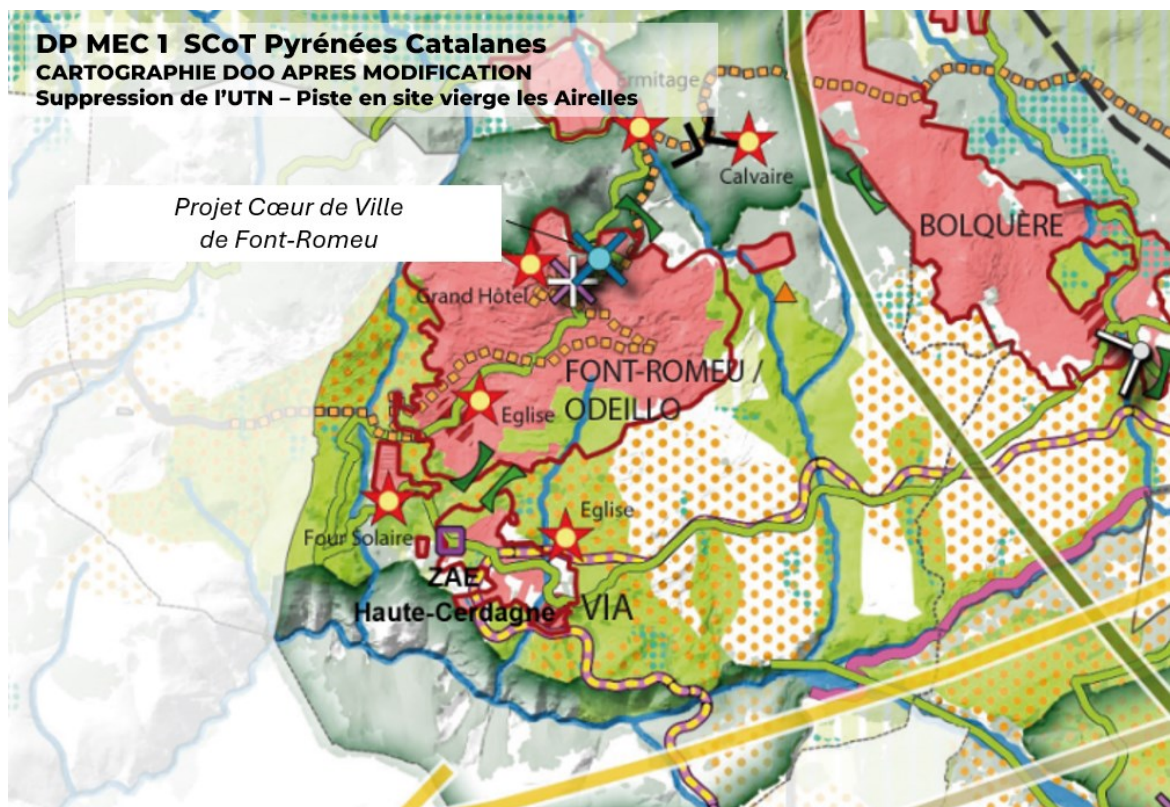 DP MEC 1 SCoT Pyrénées Catalanes
CARTOGRAPHIE DOO APRES MODIFICATION
Suppression de l'UTN – Piste en site vierge les Airelles
Ermitage
Calvaire
Projet Cœur de Ville
de Font-Romeu
BOLQUÈRE
Grand Hôtel
FONT-ROMEU /
ODEILLO
Eglise
Eglise
Four Solaire
ZAE
Haute-Cerdagne
VIA